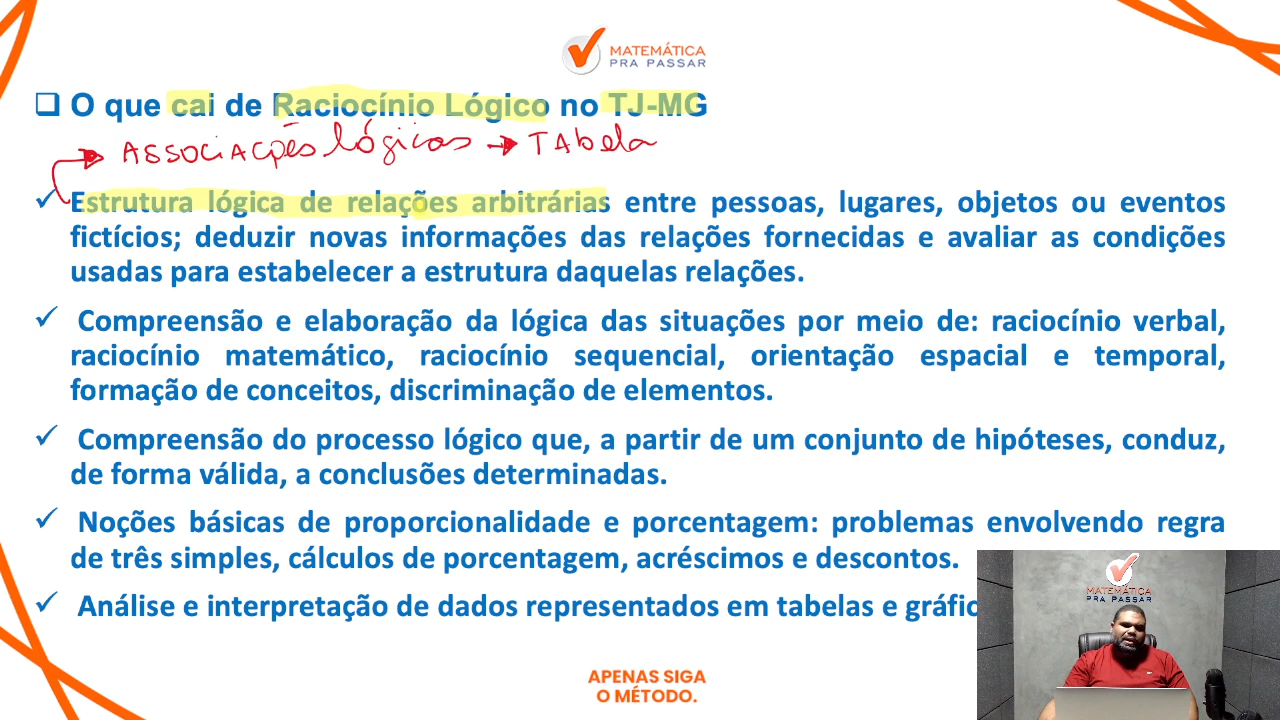 MATEMÁTICA
PRA PASSAR
O que cai de Raciocínio Lógico no TJ-MG
ASSOCIAÇÕES lógicas → TAbela
Estrutura lógica de relações arbitrárias entre pessoas, lugares, objetos ou eventos
fictícios; deduzir novas informações das relações fornecidas e avaliar as condições
usadas para estabelecer a estrutura daquelas relações.
Compreensão e elaboração da lógica das situações por meio de: raciocínio verbal,
raciocínio matemático, raciocínio sequencial, orientação espacial e temporal,
formação de conceitos, discriminação de elementos.
Compreensão do processo lógico que, a partir de um conjunto de hipóteses, conduz,
de forma válida, a conclusões determinadas.
Noções básicas de proporcionalidade e porcentagem: problemas envolvendo regra
de três simples, cálculos de porcentagem, acréscimos e descontos.
Análise e interpretação de dados representados em tabelas e
MATEMÁTICA
PRA PASSAR
APENAS SIGA
O MÉTODO.